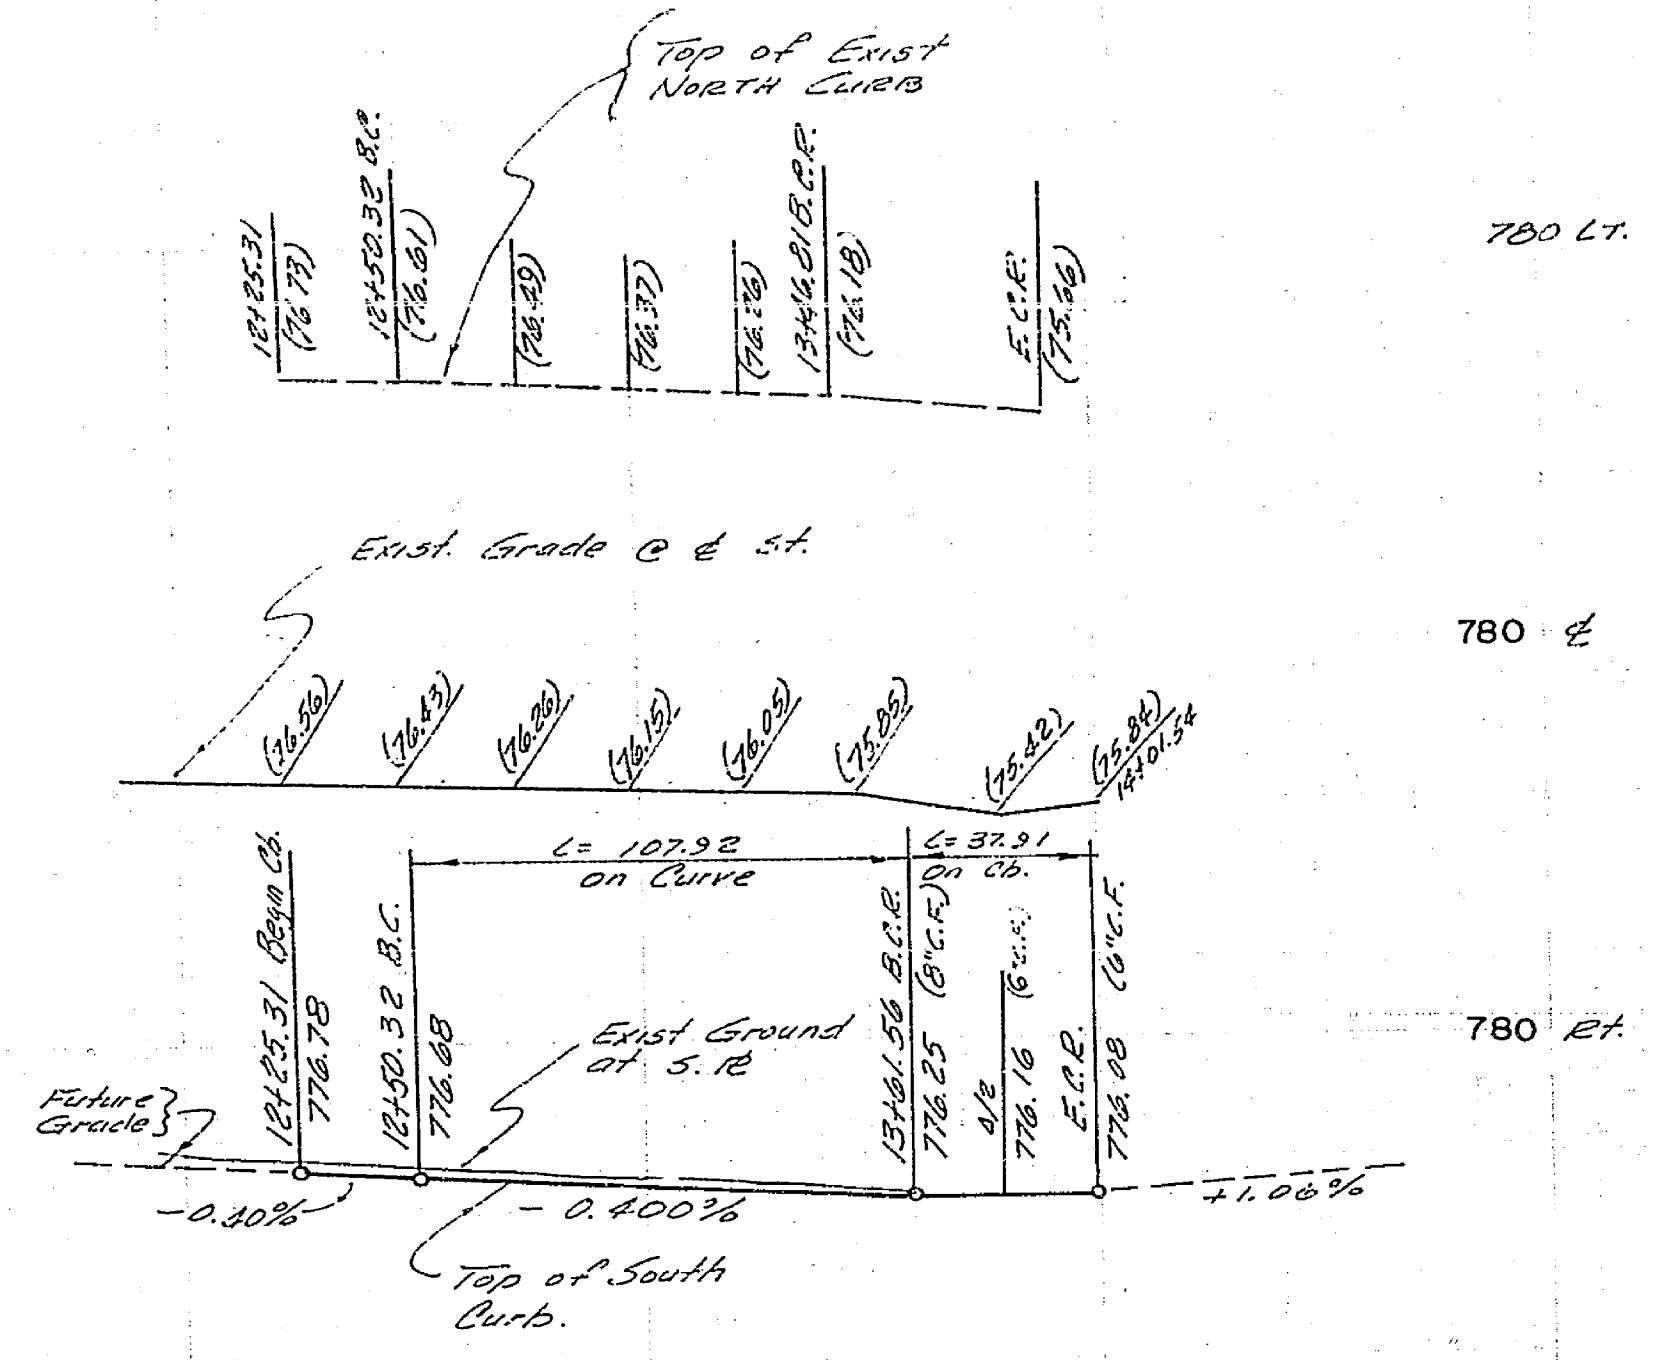 Top of Exist
NORTH CURB
12+25.31
(76.73)
12+50.32 B.C.
(76.61)
(76.49)
(76.37)
(76.26)
13+46.81 B.C.R.
(76.18)
E.C.R.
(75.66)
780 LT.
Exist. Grade @ ℄ st.
780 ℄
(76.56)
(76.43)
(76.26)
(76.15)
(76.05)
(75.85)
(75.42)
(75.84)
14+01.54
L= 107.92
on Curve
L= 37.91
On Cb.
12+25.31 Begin Cb.
776.78
12+50.32 B.C.
776.68
Exist Ground
at S. ⅊
13+61.56 B.C.R.
776.25 (8"C.F.)
Δ/2
776.16 (6"C.F.)
E.C.R.
776.08 (6"C.F.
780 Rt.
Future
Grade
-0.40%
- 0.400%
+1.06%
Top of South
Curb.